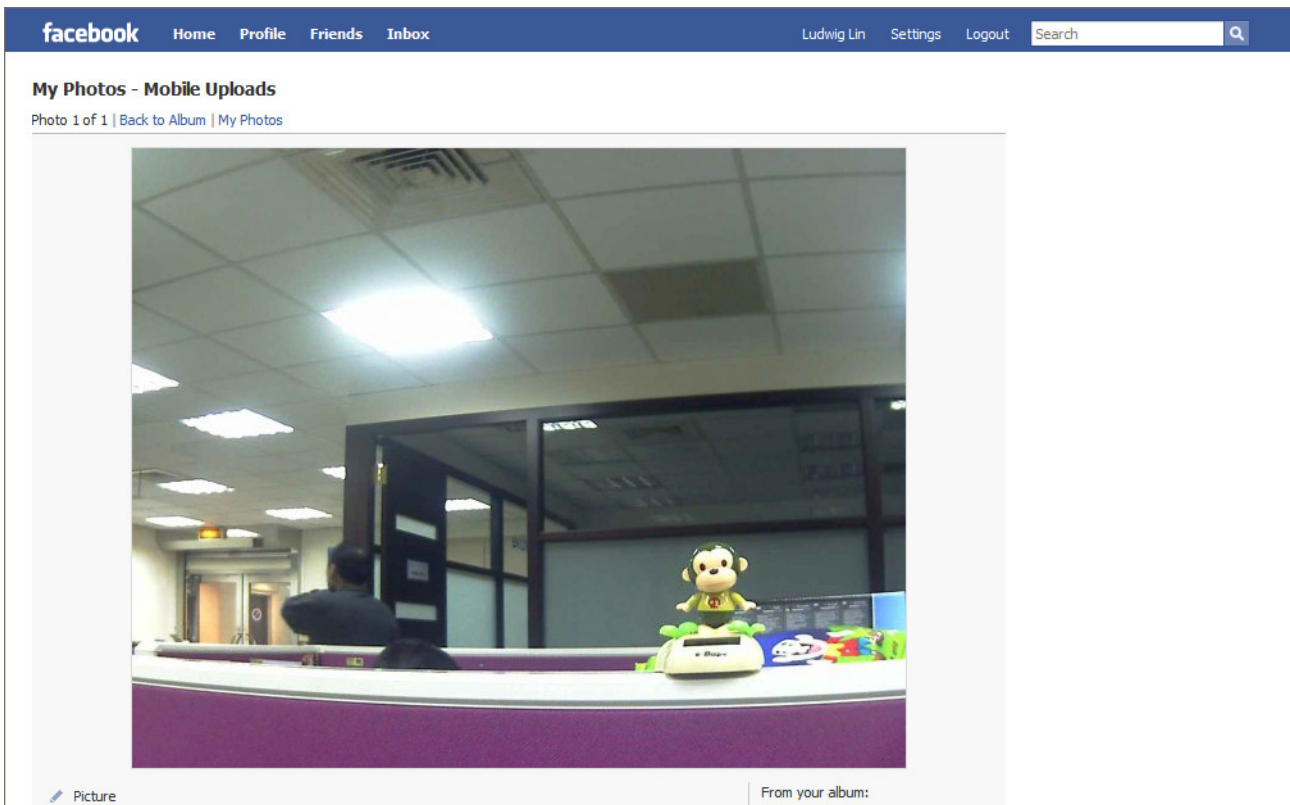 facebook Home Profile Friends Inbox Ludwig Lin Settings Logout Search
My Photos - Mobile Uploads
Photo 1 of 1 | Back to Album | My Photos
Picture From your album: